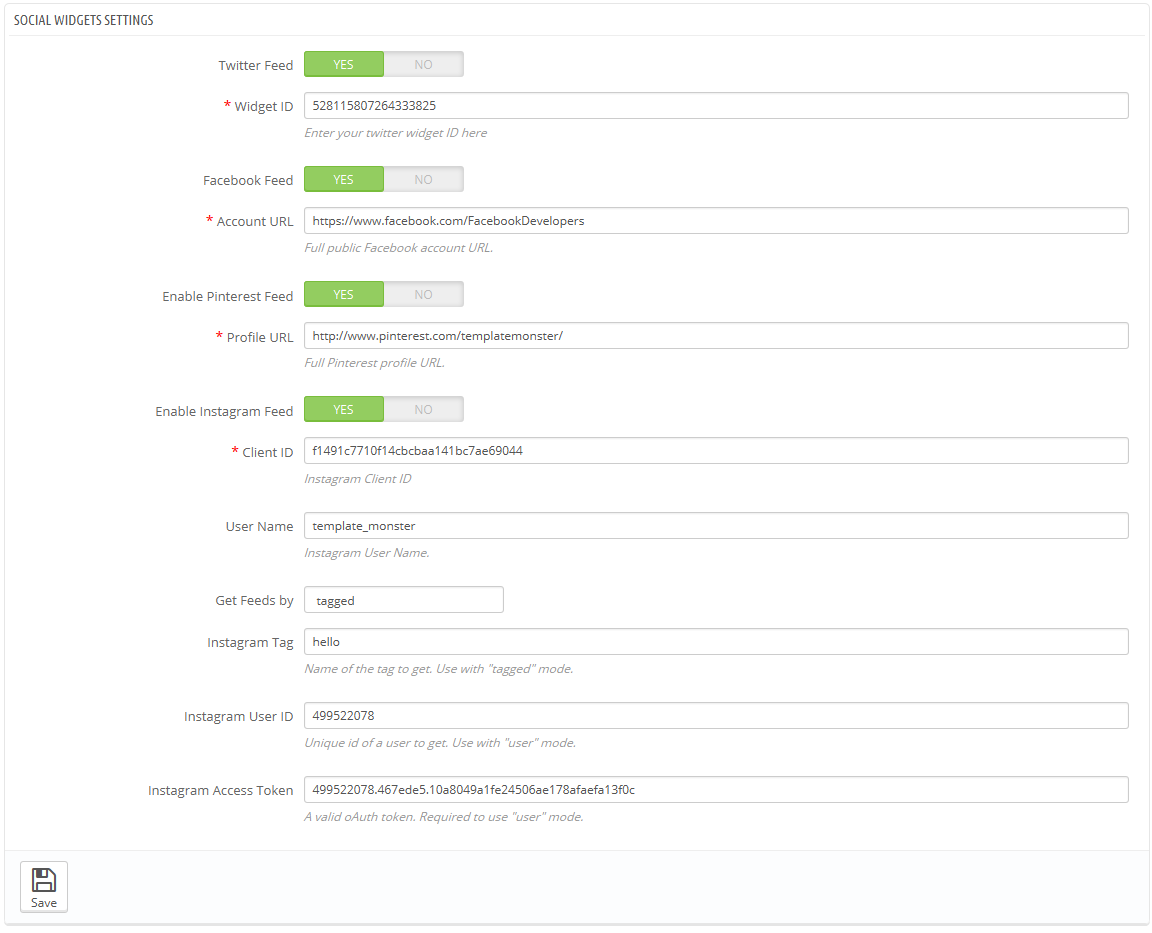 SOCIAL WIDGETS SETTINGS
Twitter Feed YES NO
* Widget ID 528115807264333825
Enter your twitter widget ID here
Facebook Feed YES NO
* Account URL https://www.facebook.com/FacebookDevelopers
Full public Facebook account URL.
Enable Pinterest Feed YES NO
* Profile URL http://www.pinterest.com/templatemonster/
Full Pinterest profile URL.
Enable Instagram Feed YES NO
* Client ID f1491c7710f14cbcbaa141bc7ae69044
Instagram Client ID
User Name template_monster
Instagram User Name.
Get Feeds by tagged
Instagram Tag hello
Name of the tag to get. Use with "tagged" mode.
Instagram User ID 499522078
Unique id of a user to get. Use with "user" mode.
Instagram Access Token 499522078.467ede5.10a8049a1fe24506ae178afaefa13f0c
A valid oAuth token. Required to use "user" mode.
Save